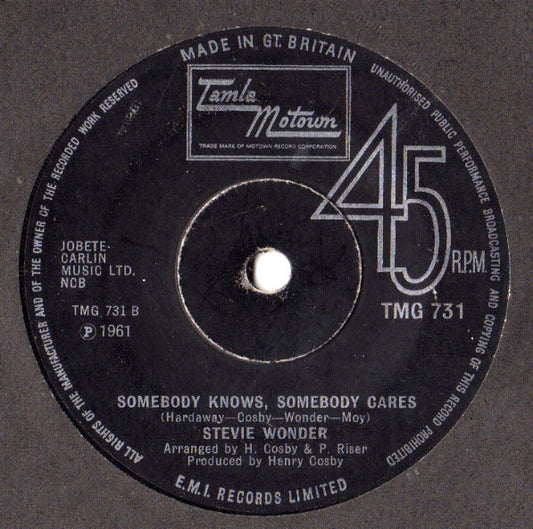 MADE IN GT. BRITAIN
UNAUTHORISED PUBLIC PERFORMANCE BROADCASTING AND COPYING OF THIS RECORD PROHIBITED
ALL RIGHTS OF THE MANUFACTURER AND OF THE OWNER OF THE RECORDED WORK RESERVED
Tamla
Motown
TRADE MARK OF MOTOWN RECORD CORPORATION
45
R.P.M.
JOBETE-
CARLIN
MUSIC LTD.
NCB
TMG 731 B
Ⓟ 1961
TMG 731
SOMEBODY KNOWS, SOMEBODY CARES
(Hardaway—Cosby—Wonder—Moy)
STEVIE WONDER
Arranged by H. Cosby & P. Riser
Produced by Henry Cosby
E.M.I. RECORDS LIMITED